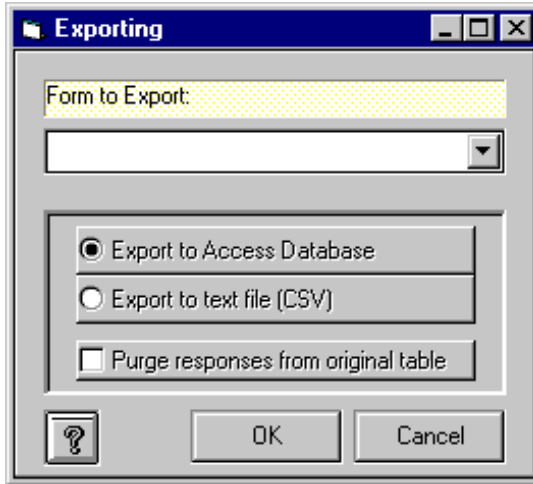 Exporting
Form to Export:
Export to Access Database
Export to text file (CSV)
Purge responses from original table
?
OK
Cancel